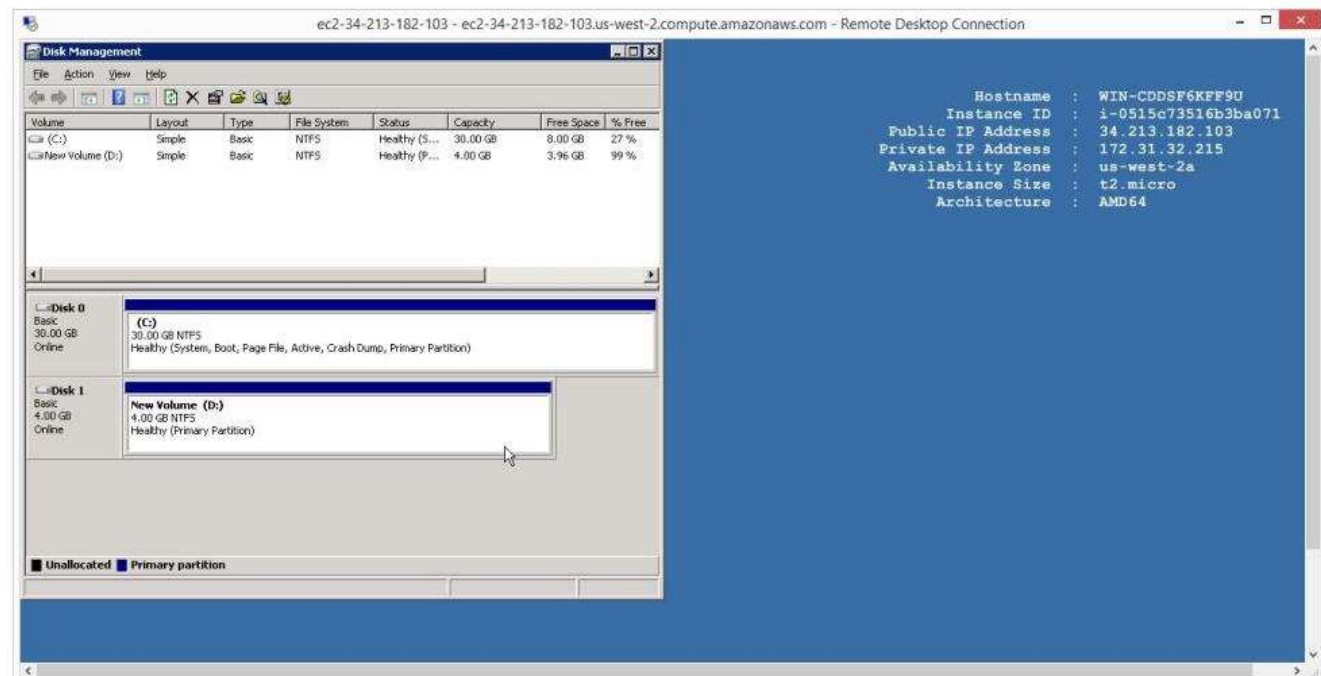 ec2-34-213-182-103 - ec2-34-213-182-103.us-west-2.compute.amazonaws.com - Remote Desktop Connection
Disk Management
File Action View Help
Volume Layout Type File System Status Capacity Free Space % Free
(C:) Simple Basic NTFS Healthy (S... 30.00 GB 8.00 GB 27 %
New Volume (D:) Simple Basic NTFS Healthy (P... 4.00 GB 3.96 GB 99 %
Disk 0
Basic
30.00 GB
Online
(C:)
30.00 GB NTFS
Healthy (System, Boot, Page File, Active, Crash Dump, Primary Partition)
Disk 1
Basic
4.00 GB
Online
New Volume (D:)
4.00 GB NTFS
Healthy (Primary Partition)
Unallocated Primary partition
Hostname : WIN-CDDSF6KFF9U
Instance ID : i-0515c73516b3ba071
Public IP Address : 34.213.182.103
Private IP Address : 172.31.32.215
Availability Zone : us-west-2a
Instance Size : t2.micro
Architecture : AMD64